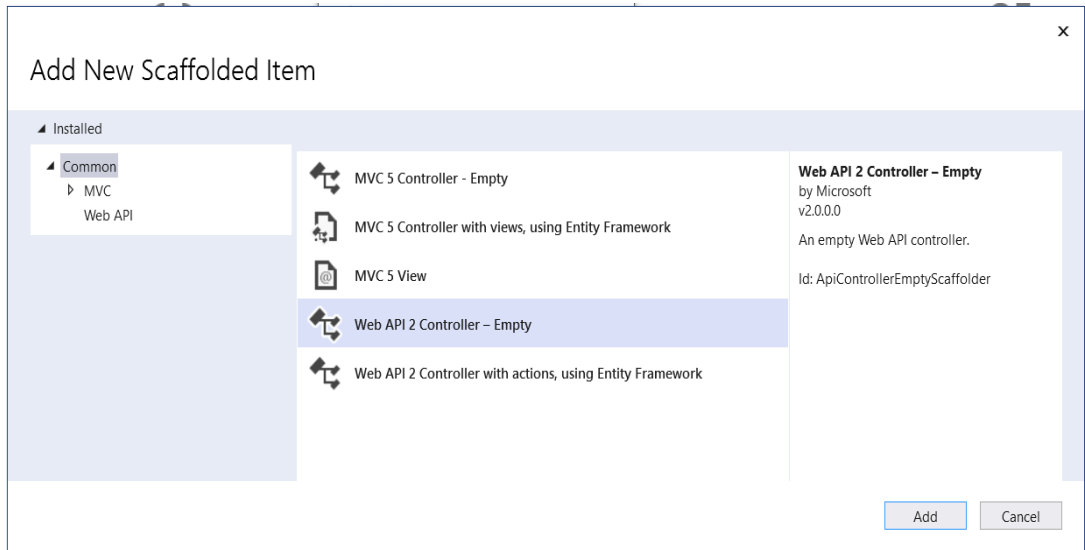 x
Add New Scaffolded Item
Installed
Common
MVC
Web API
MVC 5 Controller - Empty
MVC 5 Controller with views, using Entity Framework
MVC 5 View
Web API 2 Controller – Empty
Web API 2 Controller with actions, using Entity Framework
Web API 2 Controller – Empty
by Microsoft
v2.0.0.0
An empty Web API controller.
Id: ApiControllerEmptyScaffolder
Add
Cancel